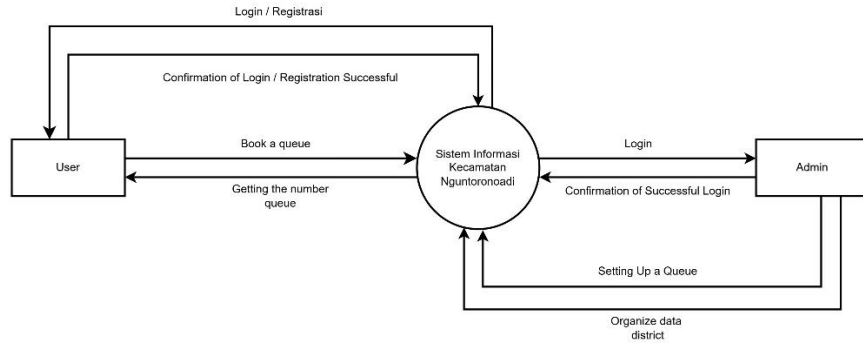 Login / Registrasi
Confirmation of Login / Registration Successful
User
Book a queue
Getting the number
queue
Sistem Informasi
Kecamatan
Nguntoronoadi
Login
Confirmation of Successful Login
Admin
Setting Up a Queue
Organize data
district